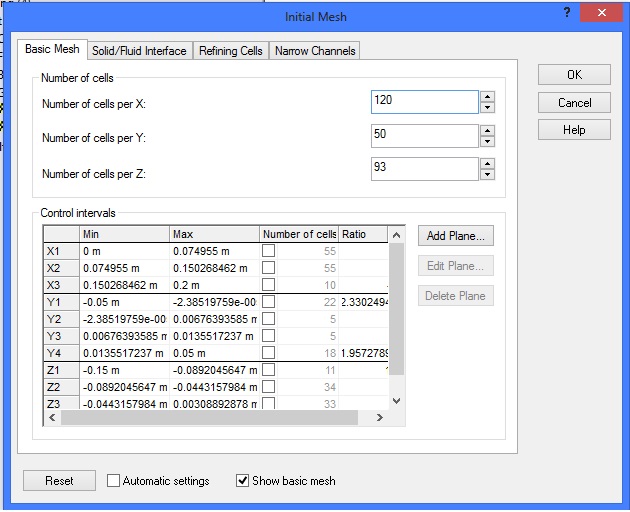 Initial Mesh
?
Basic Mesh Solid/Fluid Interface Refining Cells Narrow Channels
Number of cells
Number of cells per X: 120
Number of cells per Y: 50
Number of cells per Z: 93
OK
Cancel
Help
Control intervals
Min Max Number of cells Ratio
X1 0 m 0.074955 m 55
X2 0.074955 m 0.150268462 m 55
X3 0.150268462 m 0.2 m 10
Y1 -0.05 m -2.38519759e-00 22 2.3302494
Y2 -2.38519759e-00 0.00676393585 m 5
Y3 0.00676393585 m 0.0135517237 m 5
Y4 0.0135517237 m 0.05 m 18 1.9572789
Z1 -0.15 m -0.0892045647 m 11
Z2 -0.0892045647 m -0.0443157984 m 34
Z3 -0.0443157984 m 0.00308892878 m 33
Add Plane...
Edit Plane...
Delete Plane
Reset Automatic settings Show basic mesh